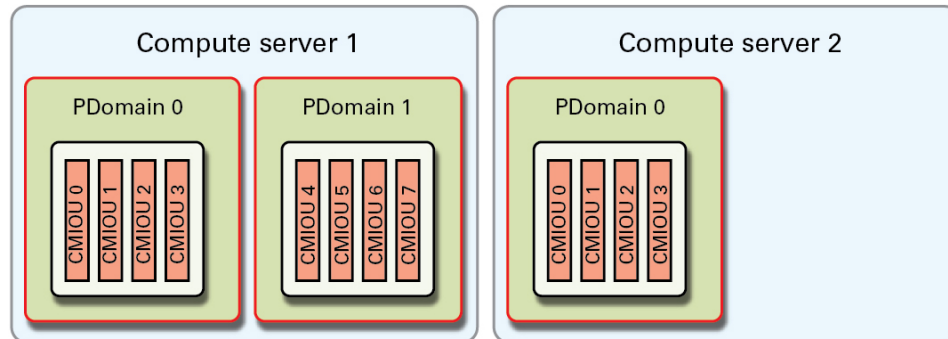 Compute server 1
PDomain 0
CMIOU 0
CMIOU 1
CMIOU 2
CMIOU 3
PDomain 1
CMIOU 4
CMIOU 5
CMIOU 6
CMIOU 7
Compute server 2
PDomain 0
CMIOU 0
CMIOU 1
CMIOU 2
CMIOU 3